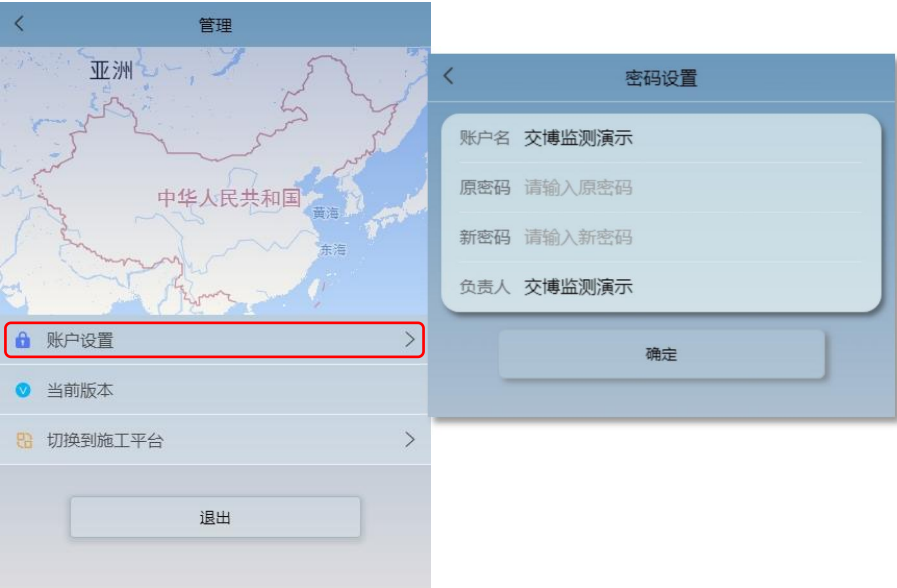 管理
亚洲
中华人民共和国
黄海
东海
账户设置
当前版本
切换到施工平台
退出
密码设置
账户名 交博监测演示
原密码 请输入原密码
新密码 请输入新密码
负责人 交博监测演示
确定